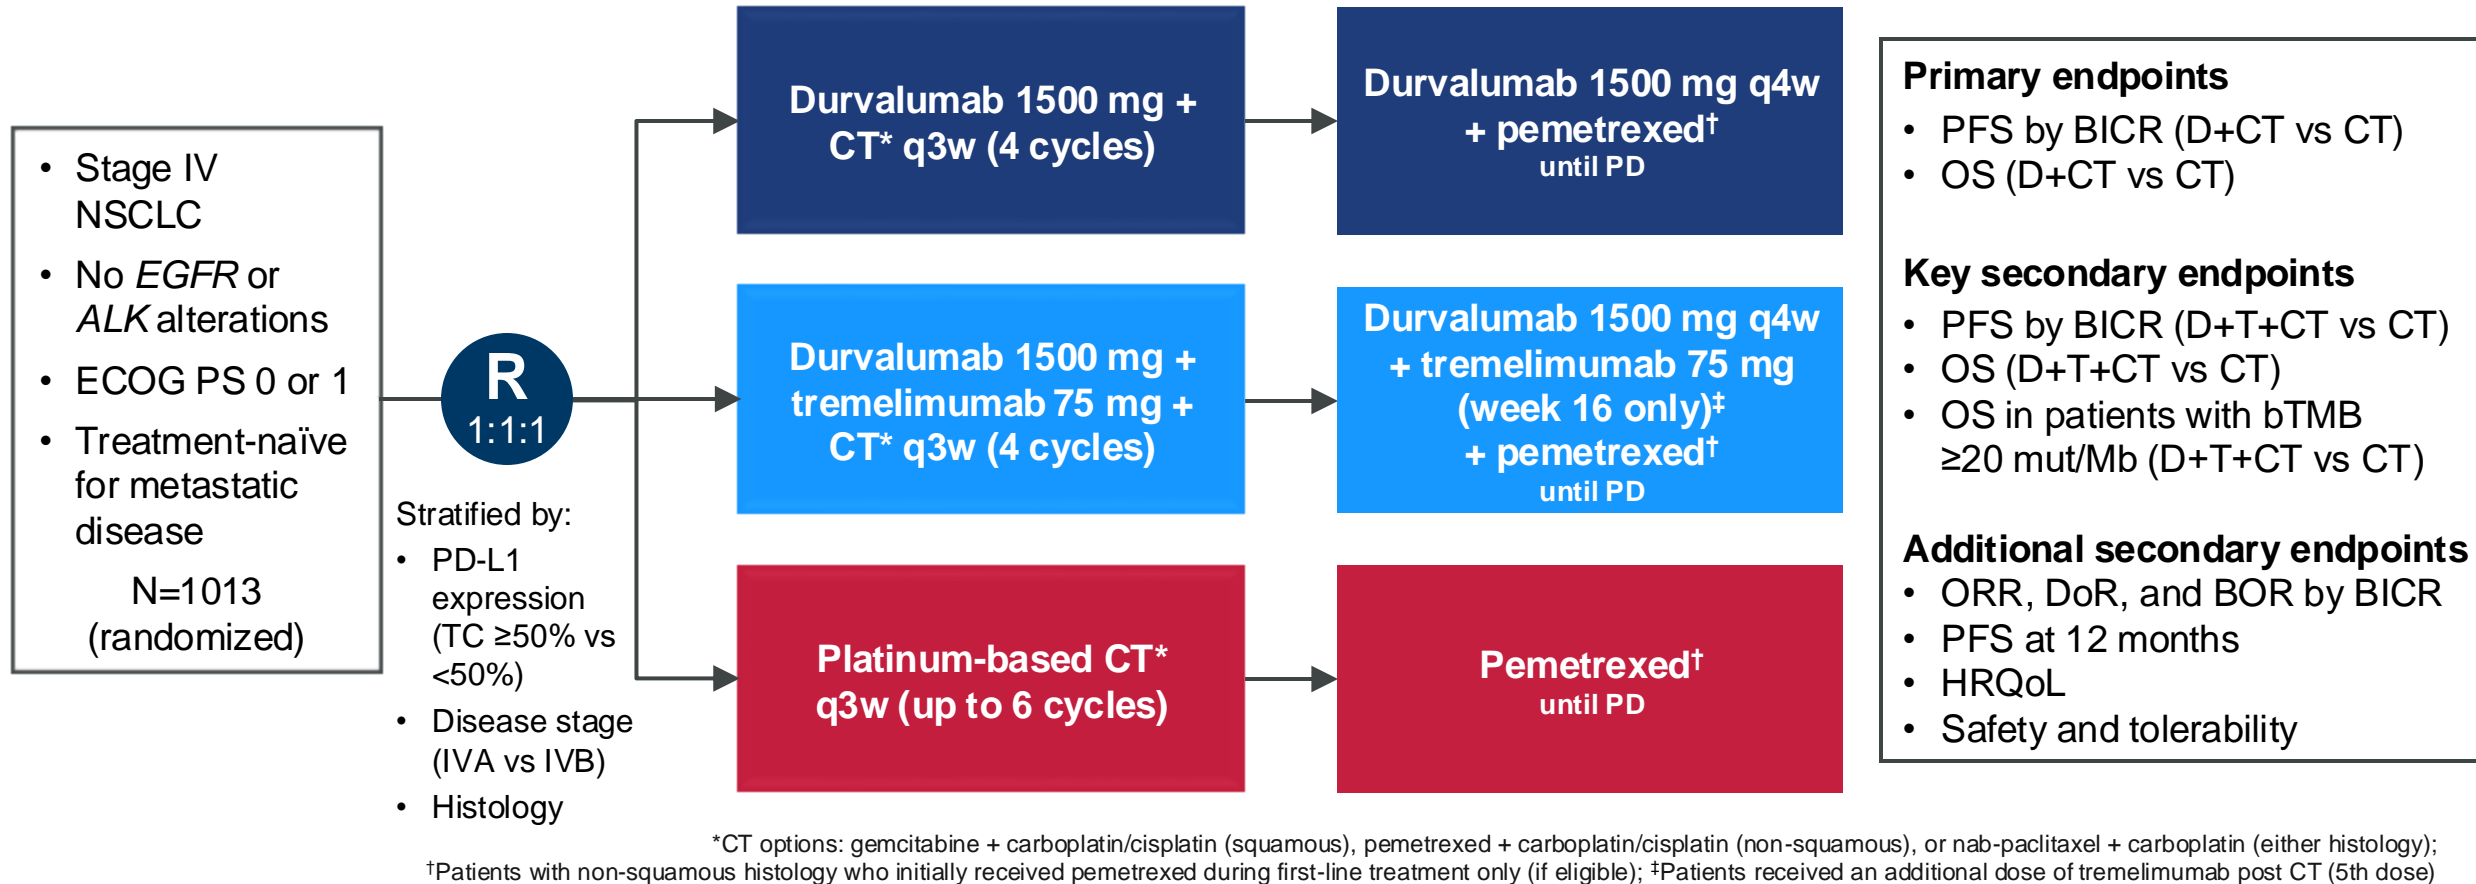 • Stage IV
NSCLC
• No EGFR or
ALK alterations
• ECOG PS 0 or 1
• Treatment-naïve
for metastatic
disease
N=1013
(randomized)
R
1:1:1
Stratified by:
• PD-L1
expression
(TC ≥50% vs
<50%)
• Disease stage
(IVA vs IVB)
• Histology
Durvalumab 1500 mg +
CT* q3w (4 cycles)
Durvalumab 1500 mg q4w
+ pemetrexed†
until PD
Durvalumab 1500 mg +
tremelimumab 75 mg +
CT* q3w (4 cycles)
Durvalumab 1500 mg q4w
+ tremelimumab 75 mg
(week 16 only)‡
+ pemetrexed†
until PD
Platinum-based CT*
q3w (up to 6 cycles)
Pemetrexed†
until PD
Primary endpoints
• PFS by BICR (D+CT vs CT)
• OS (D+CT vs CT)
Key secondary endpoints
• PFS by BICR (D+T+CT vs CT)
• OS (D+T+CT vs CT)
• OS in patients with bTMB
≥20 mut/Mb (D+T+CT vs CT)
Additional secondary endpoints
• ORR, DoR, and BOR by BICR
• PFS at 12 months
• HRQoL
• Safety and tolerability
*CT options: gemcitabine + carboplatin/cisplatin (squamous), pemetrexed + carboplatin/cisplatin (non-squamous), or nab-paclitaxel + carboplatin (either histology);
†Patients with non-squamous histology who initially received pemetrexed during first-line treatment only (if eligible); ‡Patients received an additional dose of tremelimumab post CT (5th dose)